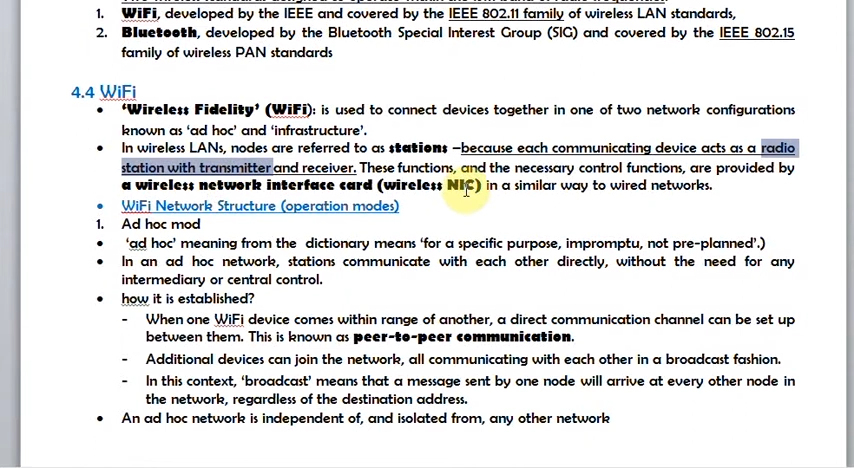 1. WiFi, developed by the IEEE and covered by the IEEE 802.11 family of wireless LAN standards,
2. Bluetooth, developed by the Bluetooth Special Interest Group (SIG) and covered by the IEEE 802.15
family of wireless PAN standards
4.4 WiFi
• ‘Wireless Fidelity’ (WiFi): is used to connect devices together in one of two network configurations
known as ‘ad hoc’ and ‘infrastructure’.
• In wireless LANs, nodes are referred to as stations –because each communicating device acts as a radio
station with transmitter and receiver. These functions, and the necessary control functions, are provided by
a wireless network interface card (wireless NIC) in a similar way to wired networks.
• WiFi Network Structure (operation modes)
1. Ad hoc mod
• ‘ad hoc’ meaning from the dictionary means ‘for a specific purpose, impromptu, not pre-planned’.)
• In an ad hoc network, stations communicate with each other directly, without the need for any
intermediary or central control.
• how it is established?
- When one WiFi device comes within range of another, a direct communication channel can be set up
between them. This is known as peer-to-peer communication.
- Additional devices can join the network, all communicating with each other in a broadcast fashion.
- In this context, ‘broadcast’ means that a message sent by one node will arrive at every other node in
the network, regardless of the destination address.
• An ad hoc network is independent of, and isolated from, any other network